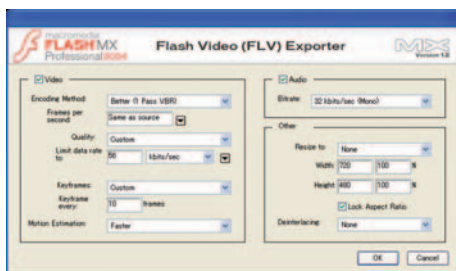 macromedia
FLASH MX
Professional 2004
Flash Video (FLV) Exporter
Version 1.2
Video
Encoding Method: Better (1 Pass VBR)
Frames per second: Same as source
Quality: Custom
Limit data rate to: 56 kbits/sec
Keyframes: Custom
Keyframe every: 10 frames
Motion Estimation: Faster
Audio
Bitrate: 32 kbits/sec (Mono)
Other
Resize to: None
Width: 720 100 %
Height: 480 100 %
Lock Aspect Ratio
Deinterlacing: None
OK Cancel